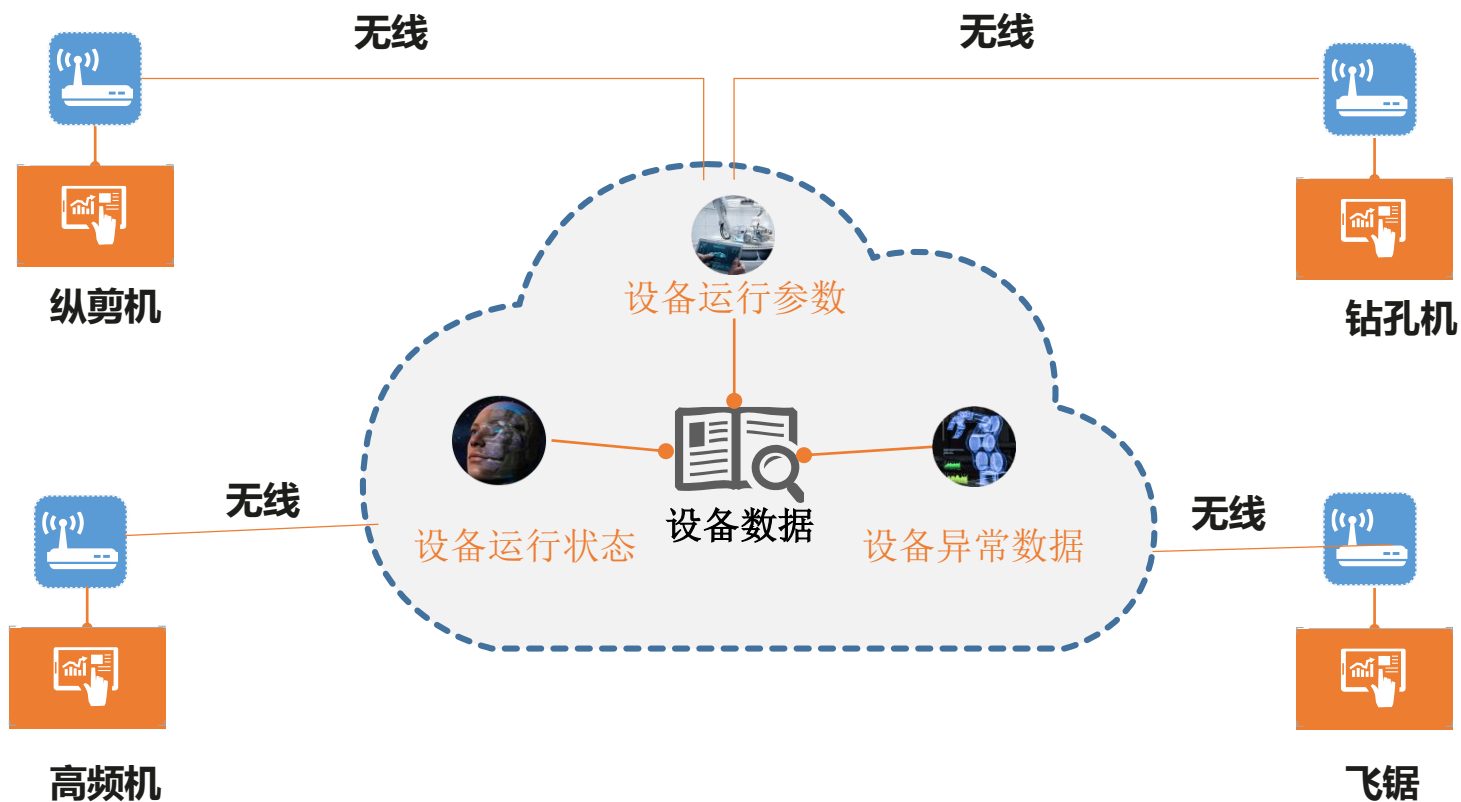 无线
无线
纵剪机
钻孔机
设备运行参数
无线
无线
设备数据
设备运行状态
设备异常数据
高频机
飞锯